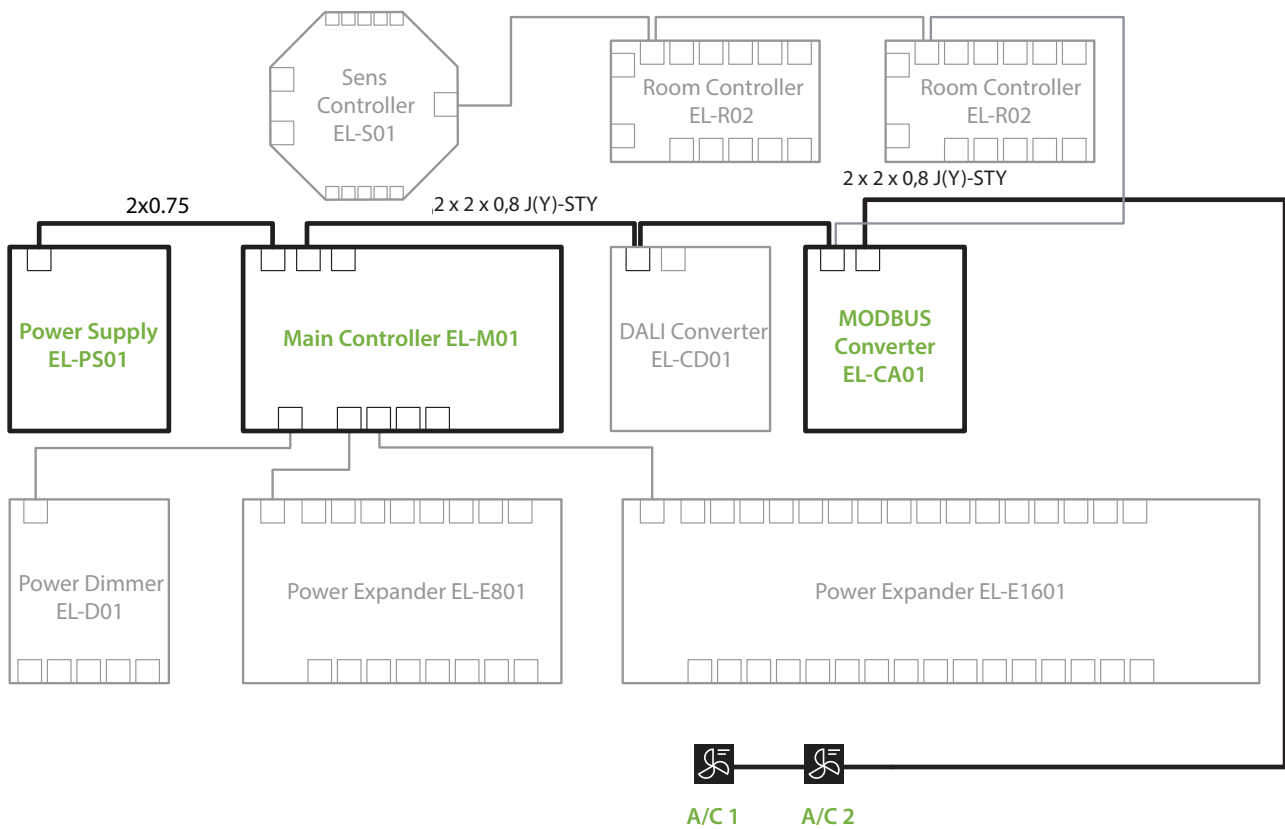 Sens
Controller
EL-S01
Room Controller
EL-R02
Room Controller
EL-R02
2x0.75
2 x 2 x 0,8 J(Y)-STY
2 x 2 x 0,8 J(Y)-STY
Power Supply
EL-PS01
Main Controller EL-M01
DALI Converter
EL-CD01
MODBUS
Converter
EL-CA01
Power Dimmer
EL-D01
Power Expander EL-E801
Power Expander EL-E1601
A/C 1
A/C 2